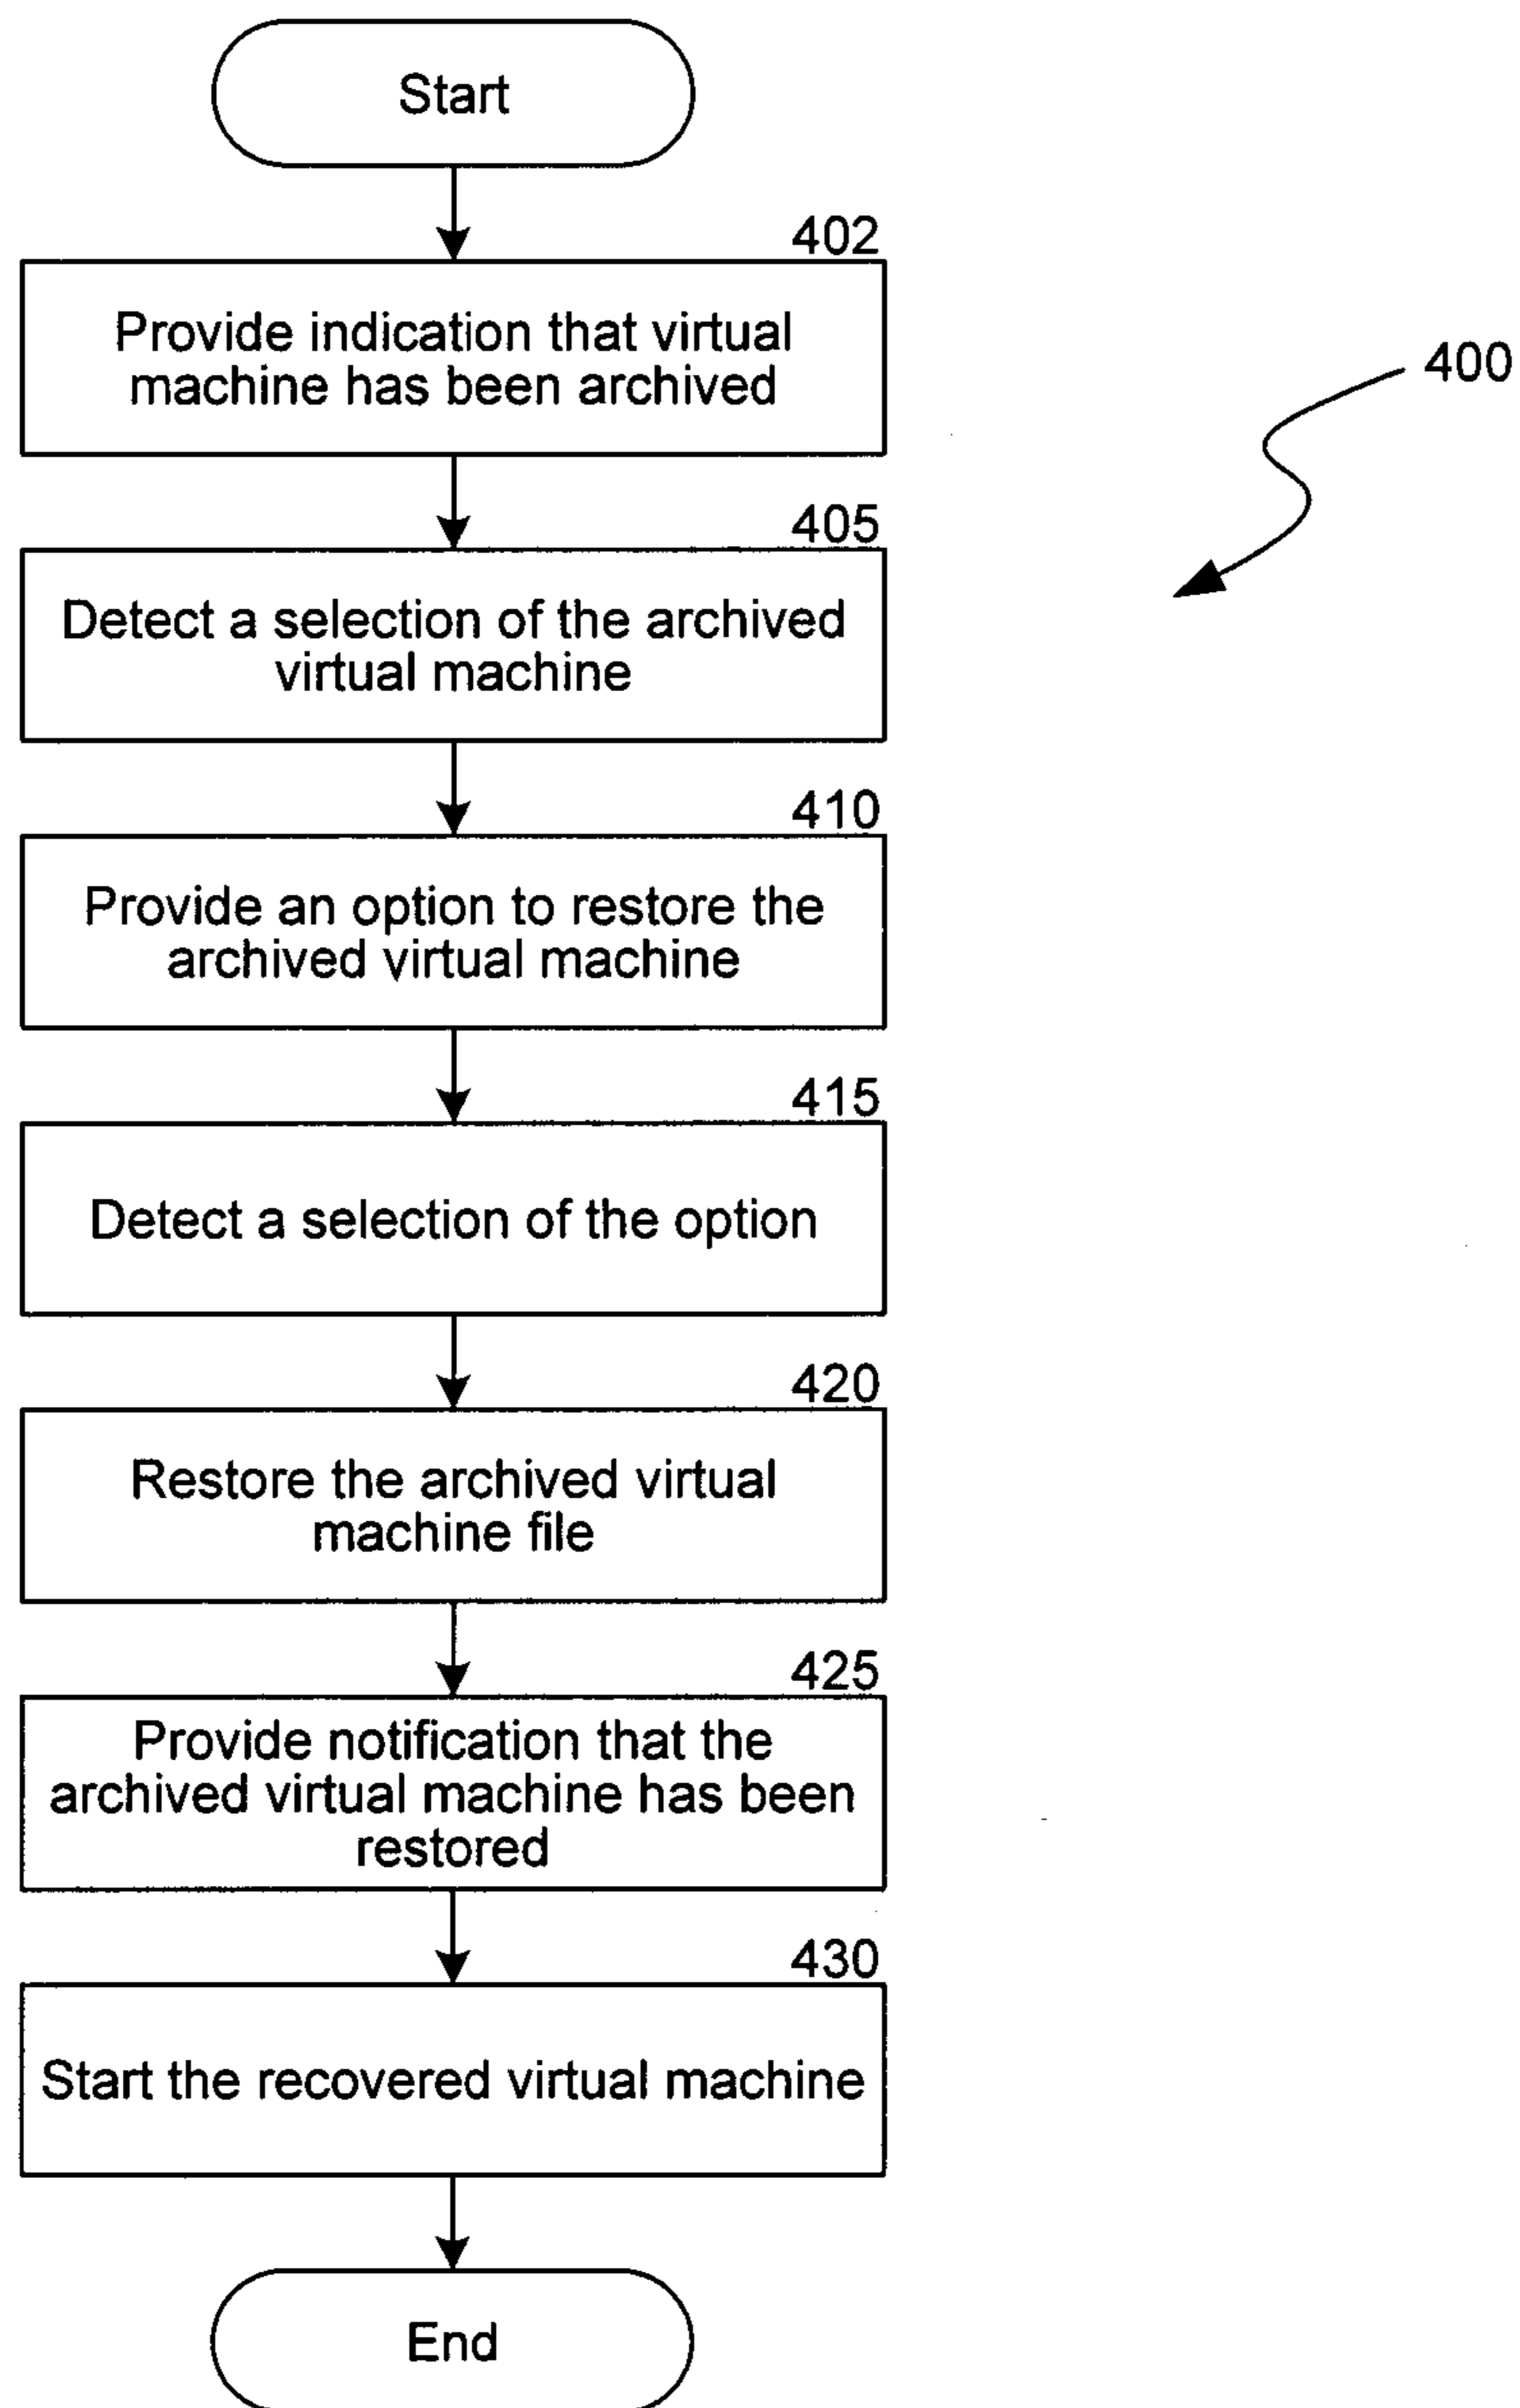 Start
402
Provide indication that virtual
machine has been archived
400
405
Detect a selection of the archived
virtual machine
410
Provide an option to restore the
archived virtual machine
415
Detect a selection of the option
420
Restore the archived virtual
machine file
425
Provide notification that the
archived virtual machine has been
restored
430
Start the recovered virtual machine
End